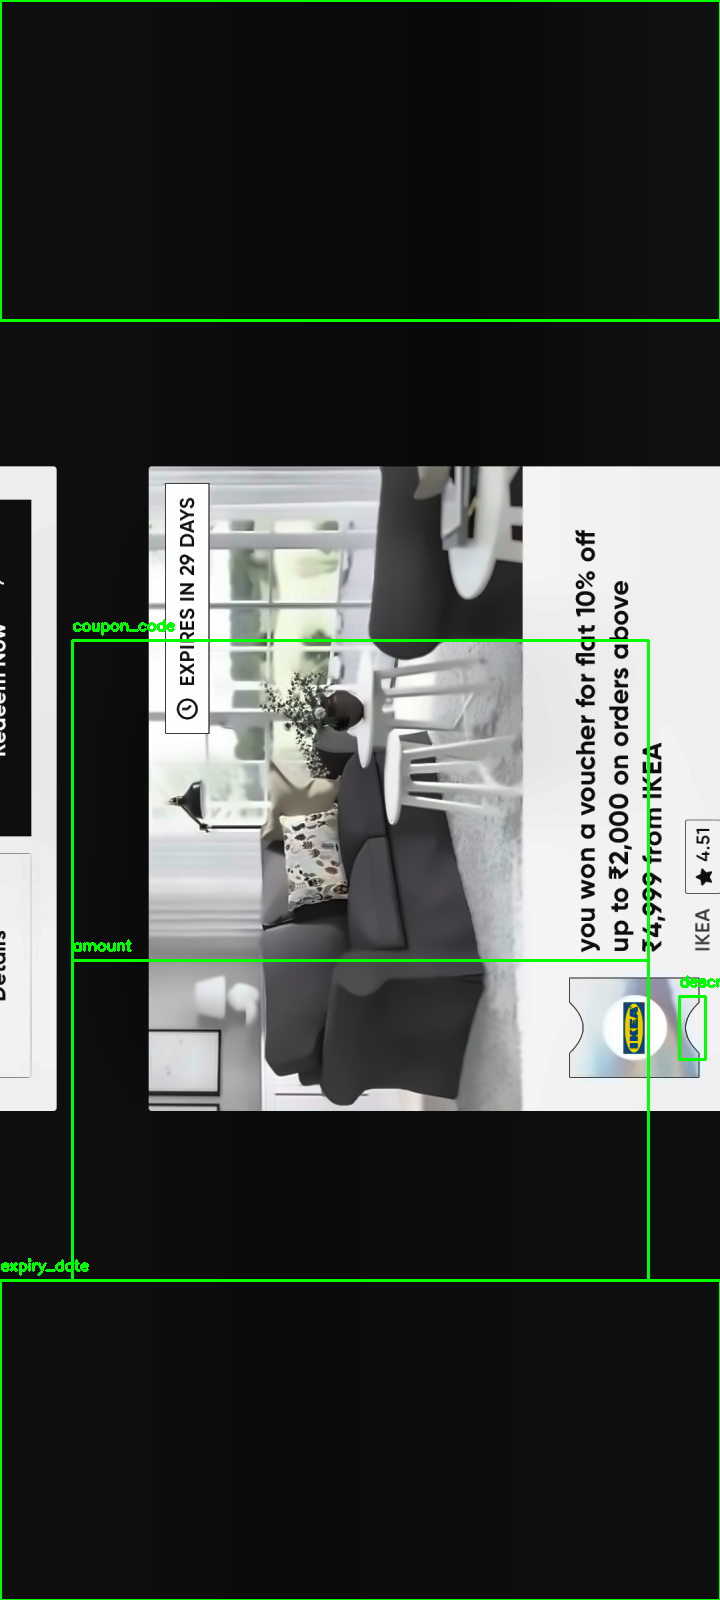 EXPIRES IN 29 DAYS
you won a voucher for flat 10% off
up to ₹2,000 on orders above
₹4,999 from IKEA
IKEA
4.51
IKEA
Redeem Now
Details
coupon_code
amount
descr
expiry_date